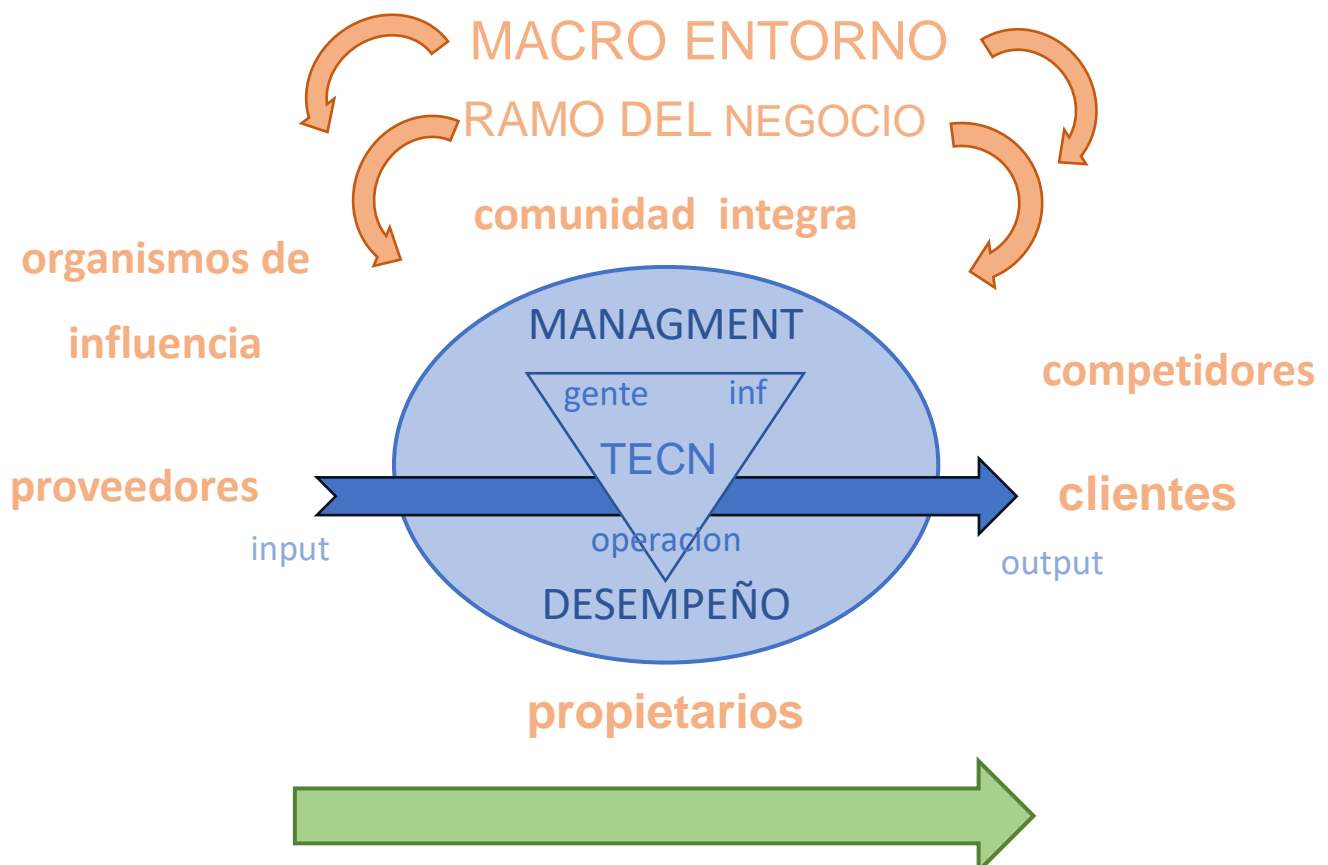 MACRO ENTORNO
RAMO DEL NEGOCIO
comunidad integra
organismos de
influencia
MANAGMENT
competidores
gente inf
TECN
proveedores
clientes
input
operacion
output
DESEMPEÑO
propietarios